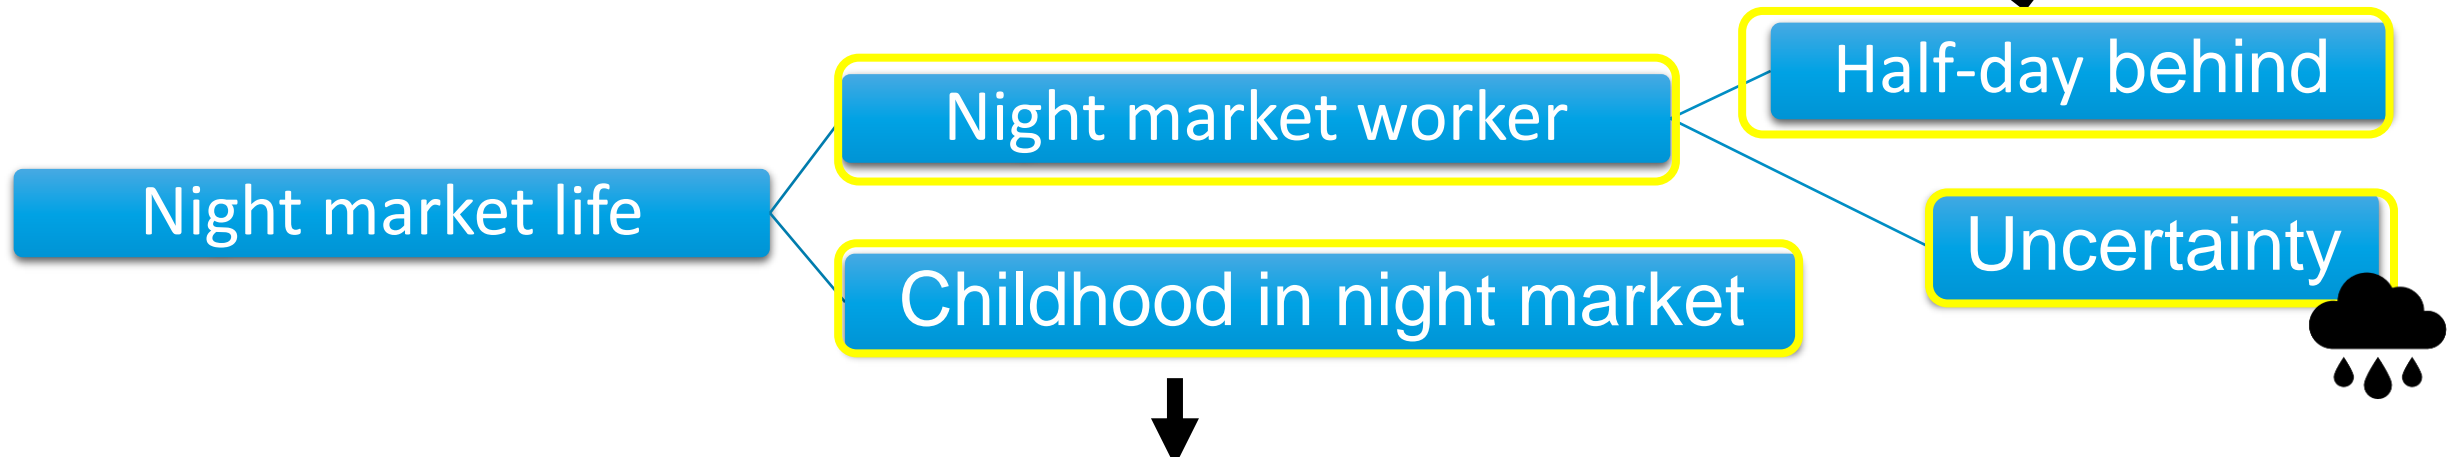 Night market life
Night market worker
Half-day behind
Uncertainty
Childhood in night market